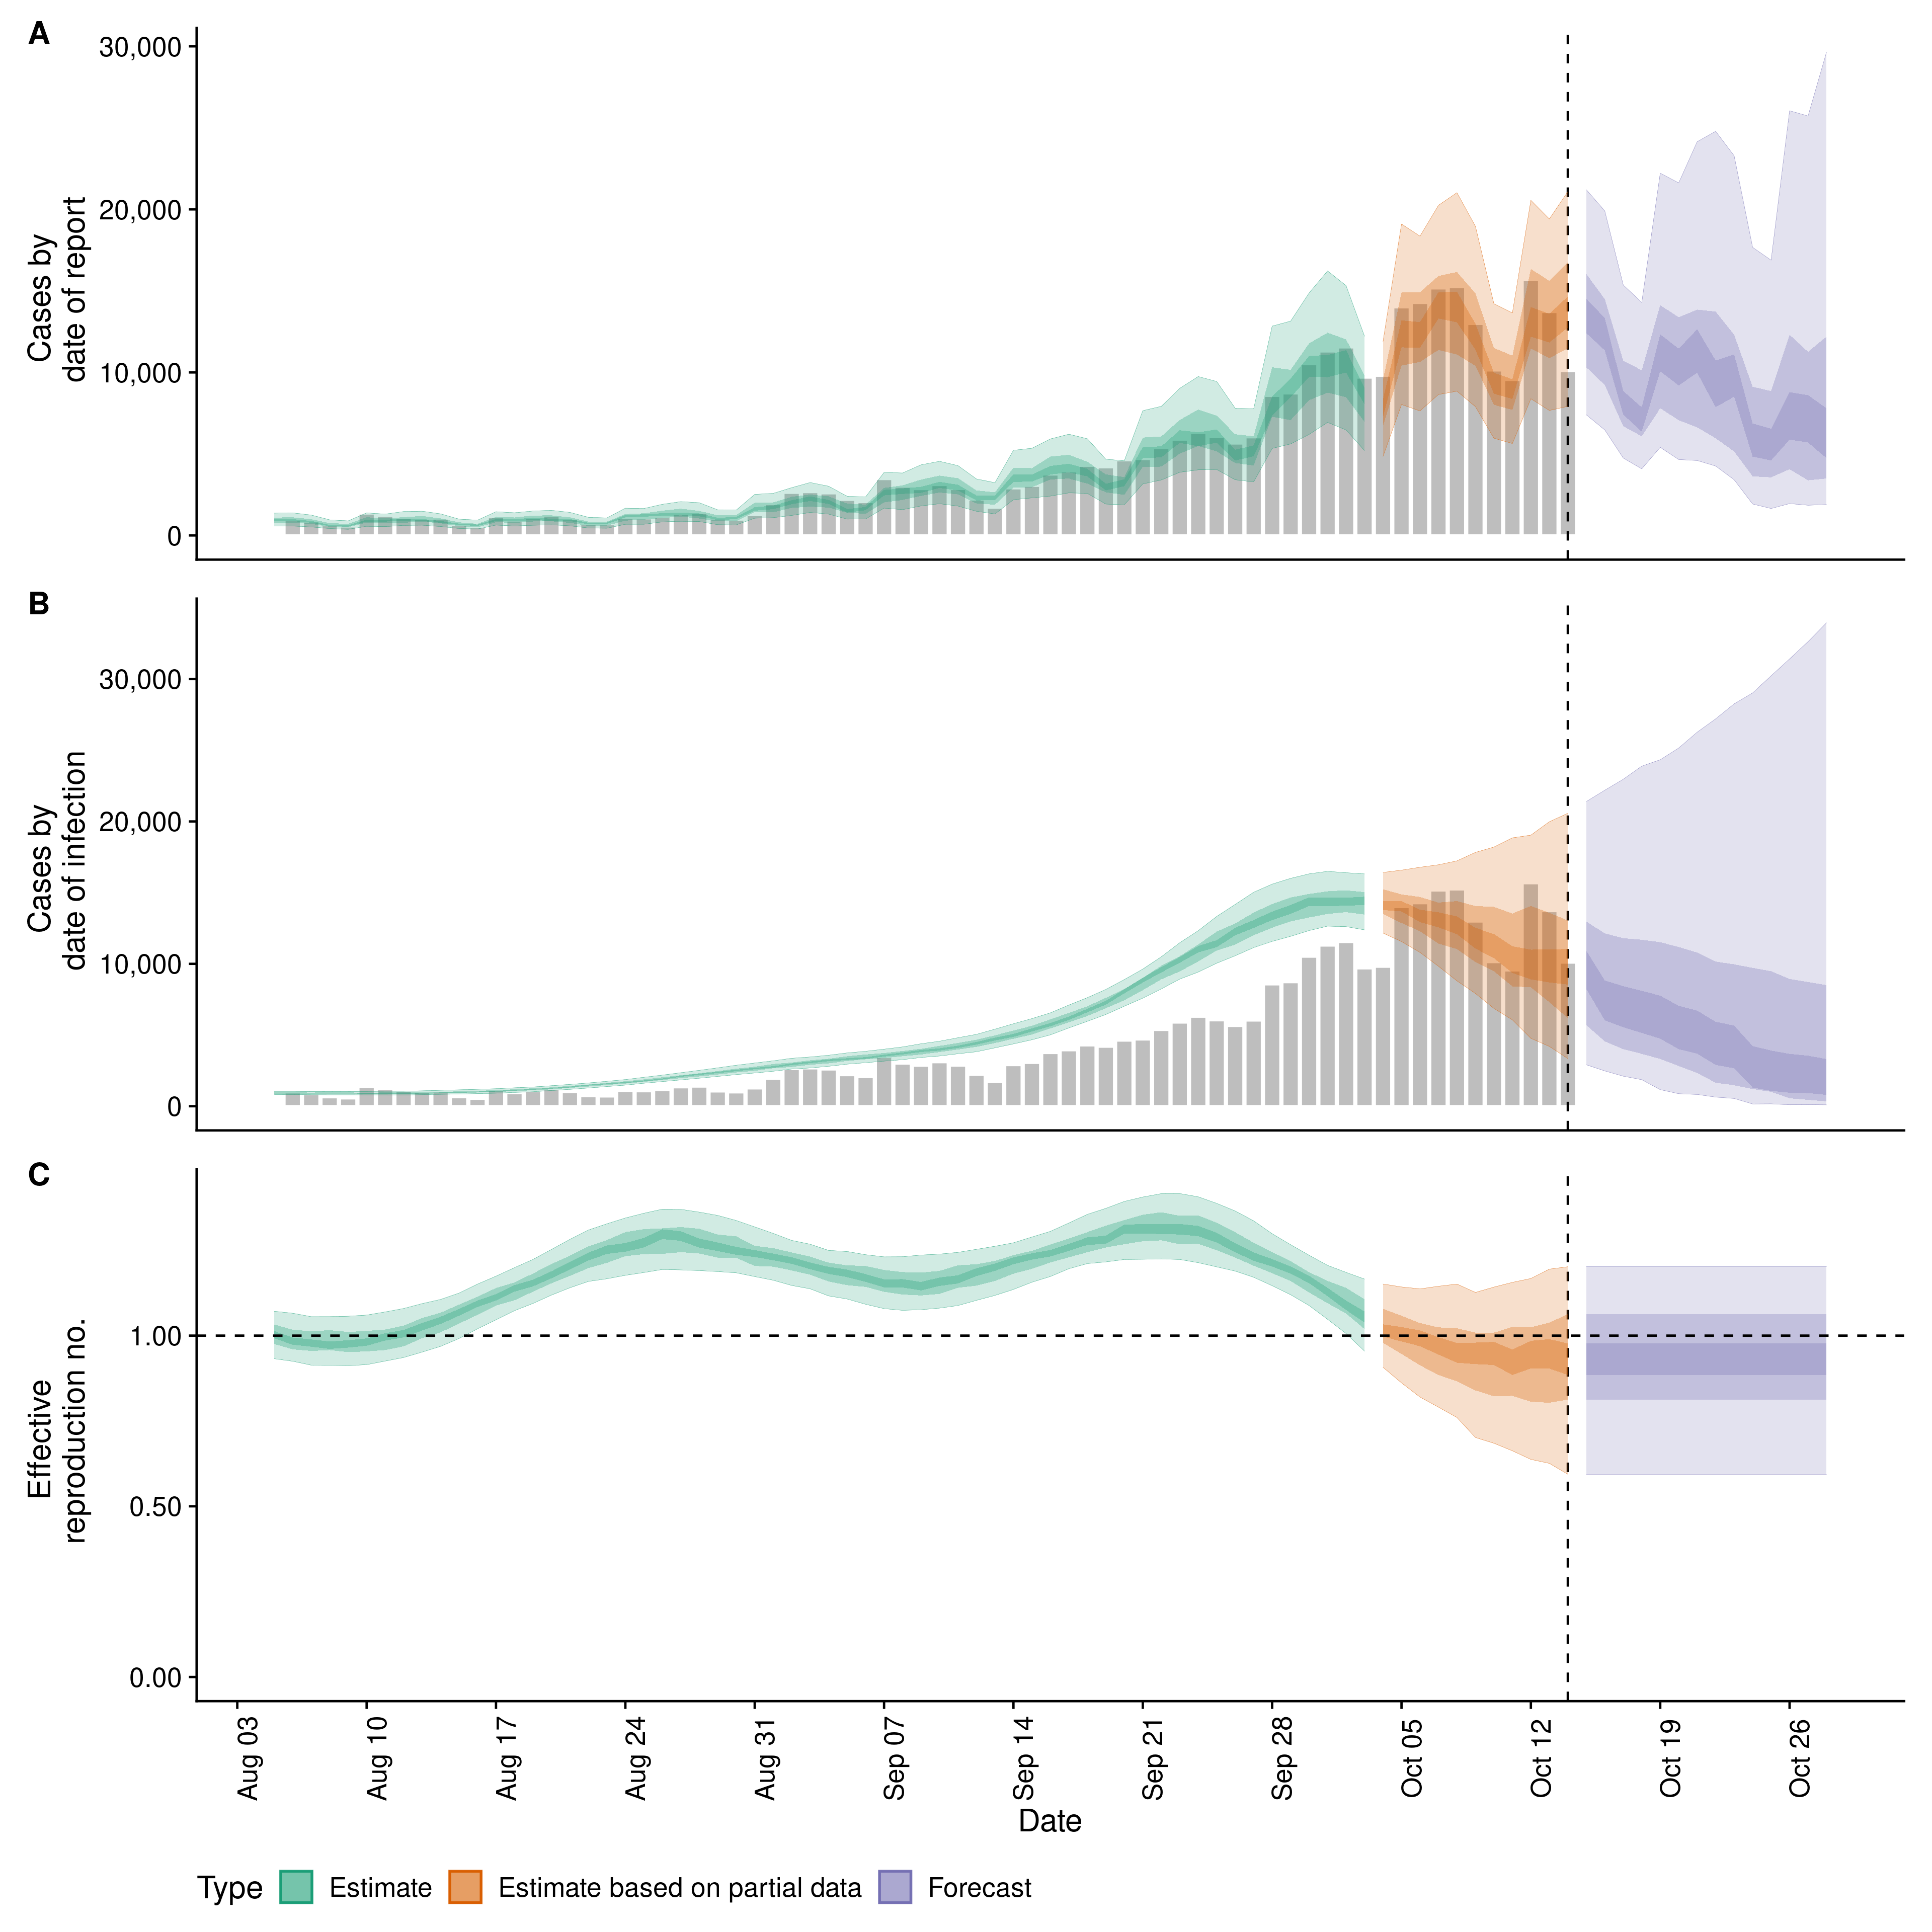 A
30,000
20,000
10,000
0
Cases by
date of report
B
30,000
20,000
10,000
0
Cases by
date of infection
C
1.00
0.50
0.00
Effective
reproduction no.
Aug 03
Aug 10
Aug 17
Aug 24
Aug 31
Sep 07
Sep 14
Sep 21
Sep 28
Oct 05
Oct 12
Oct 19
Oct 26
Date
Type Estimate Estimate based on partial data Forecast